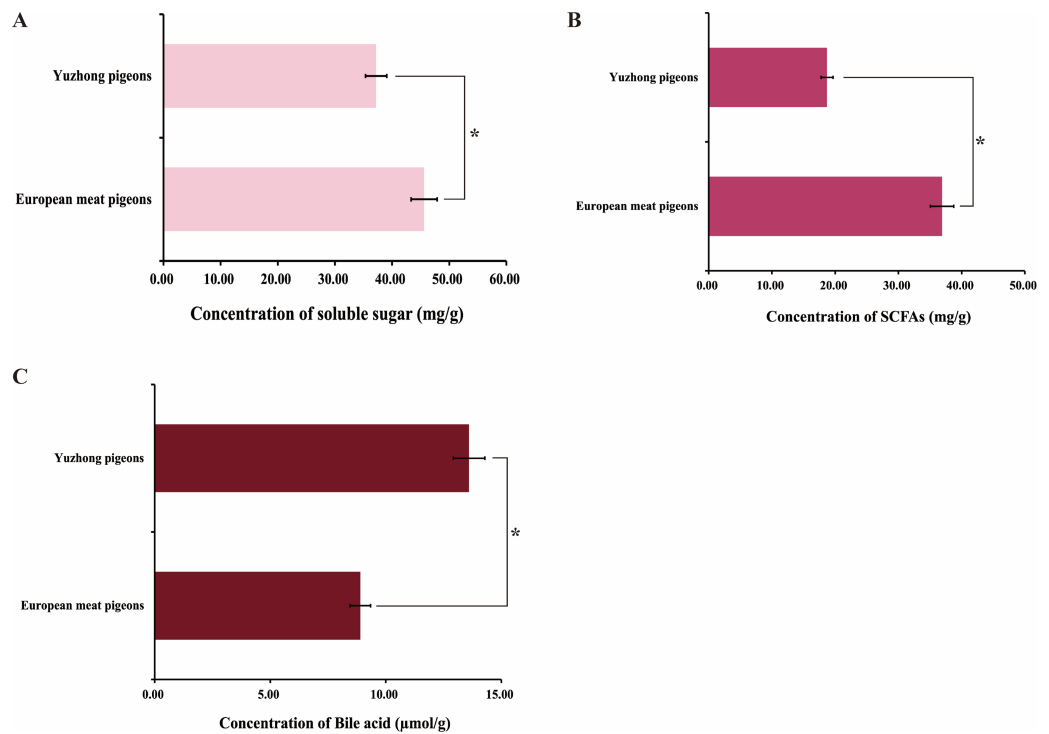 A
Yuzhong pigeons
*
European meat pigeons
0.00 10.00 20.00 30.00 40.00 50.00 60.00
Concentration of soluble sugar (mg/g)
B
Yuzhong pigeons
*
European meat pigeons
0.00 10.00 20.00 30.00 40.00 50.00
Concentration of SCFAs (mg/g)
C
Yuzhong pigeons
*
European meat pigeons
0.00 5.00 10.00 15.00
Concentration of Bile acid (μmol/g)